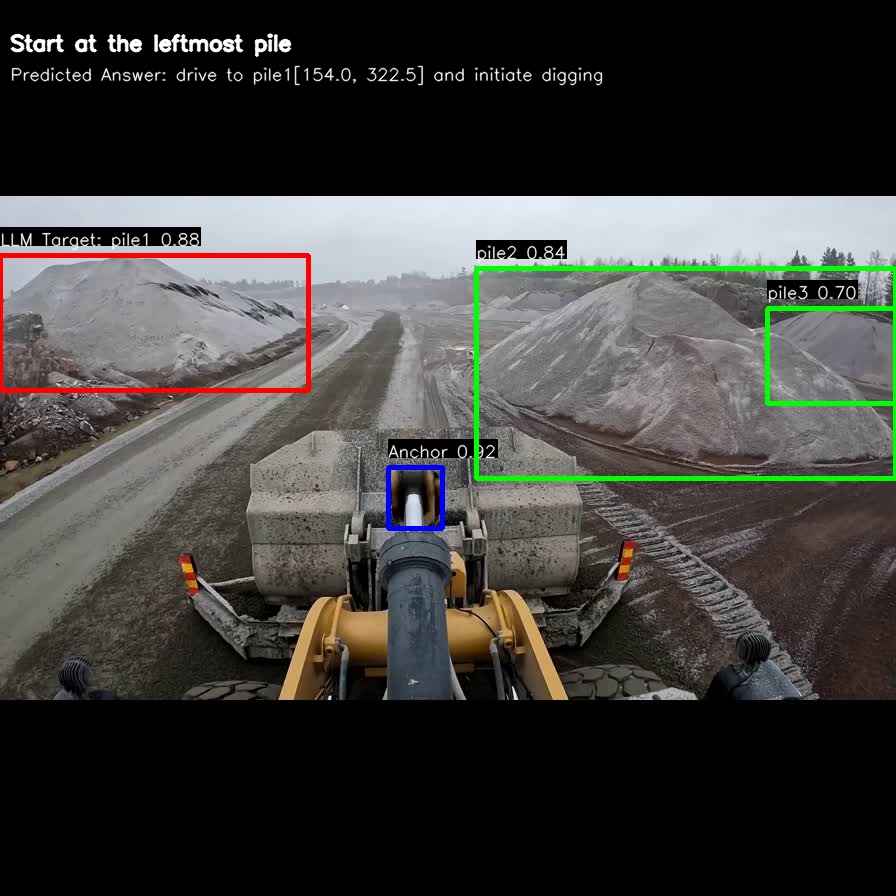 Start at the leftmost pile
Predicted Answer: drive to pile1[154.0, 322.5] and initiate digging
LLM Target: pile1 0.88
pile2 0.84
pile3 0.70
Anchor 0.92